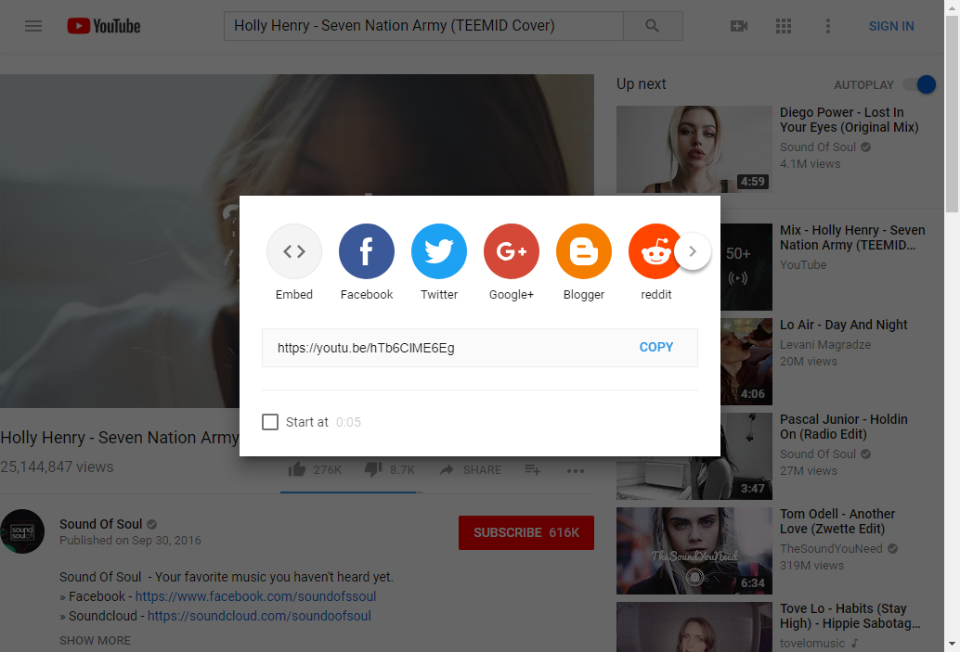 YouTube
Holly Henry - Seven Nation Army (TEEMID Cover)
SIGN IN
Up next
AUTOPLAY
4:59
Diego Power - Lost In
Your Eyes (Original Mix)
Sound Of Soul
4.1M views
50+
Mix - Holly Henry - Seven
Nation Army (TEEMID...
YouTube
4:06
Lo Air - Day And Night
Levani Magradze
20M views
3:47
Pascal Junior - Holdin
On (Radio Edit)
Sound Of Soul
27M views
TheSoundYouNeed
6:34
Tom Odell - Another
Love (Zwette Edit)
TheSoundYouNeed
319M views
Tove Lo - Habits (Stay
High) - Hippie Sabotag...
tovelomusic
Embed
Facebook
Twitter
Google+
Blogger
reddit
https://youtu.be/hTb6CIME6Eg
COPY
Start at 0:05
Holly Henry - Seven Nation Army
25,144,847 views
276K
8.7K
SHARE
sound
soul
Sound Of Soul
Published on Sep 30, 2016
SUBSCRIBE 616K
Sound Of Soul - Your favorite music you haven't heard yet.
» Facebook - https://www.facebook.com/soundofssoul
» Soundcloud - https://soundcloud.com/soundoofsoul
SHOW MORE